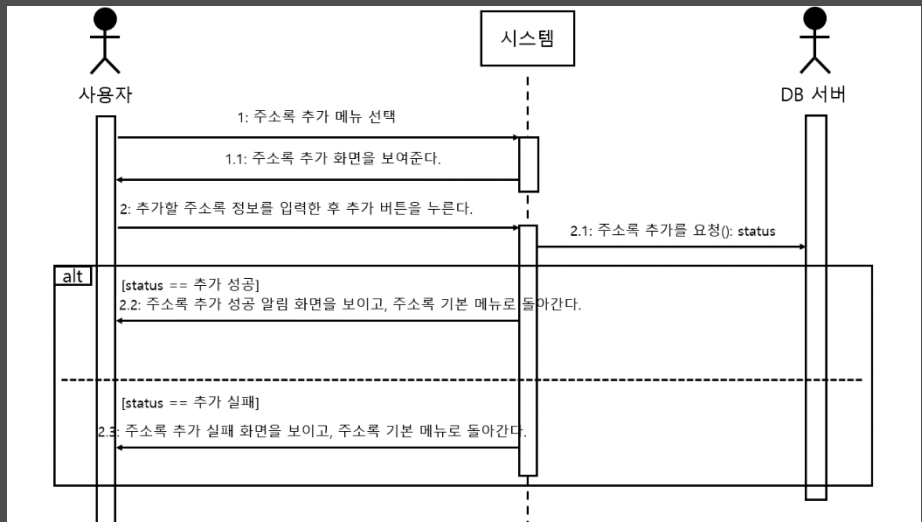 시스템
사용자
DB 서버
1: 주소록 추가 메뉴 선택
1.1: 주소록 추가 화면을 보여준다.
2: 추가할 주소록 정보를 입력한 후 추가 버튼을 누른다.
2.1: 주소록 추가를 요청(): status
alt
[status == 추가 성공]
2.2: 주소록 추가 성공 알림 화면을 보이고, 주소록 기본 메뉴로 돌아간다.
[status == 추가 실패]
2.3: 주소록 추가 실패 화면을 보이고, 주소록 기본 메뉴로 돌아간다.